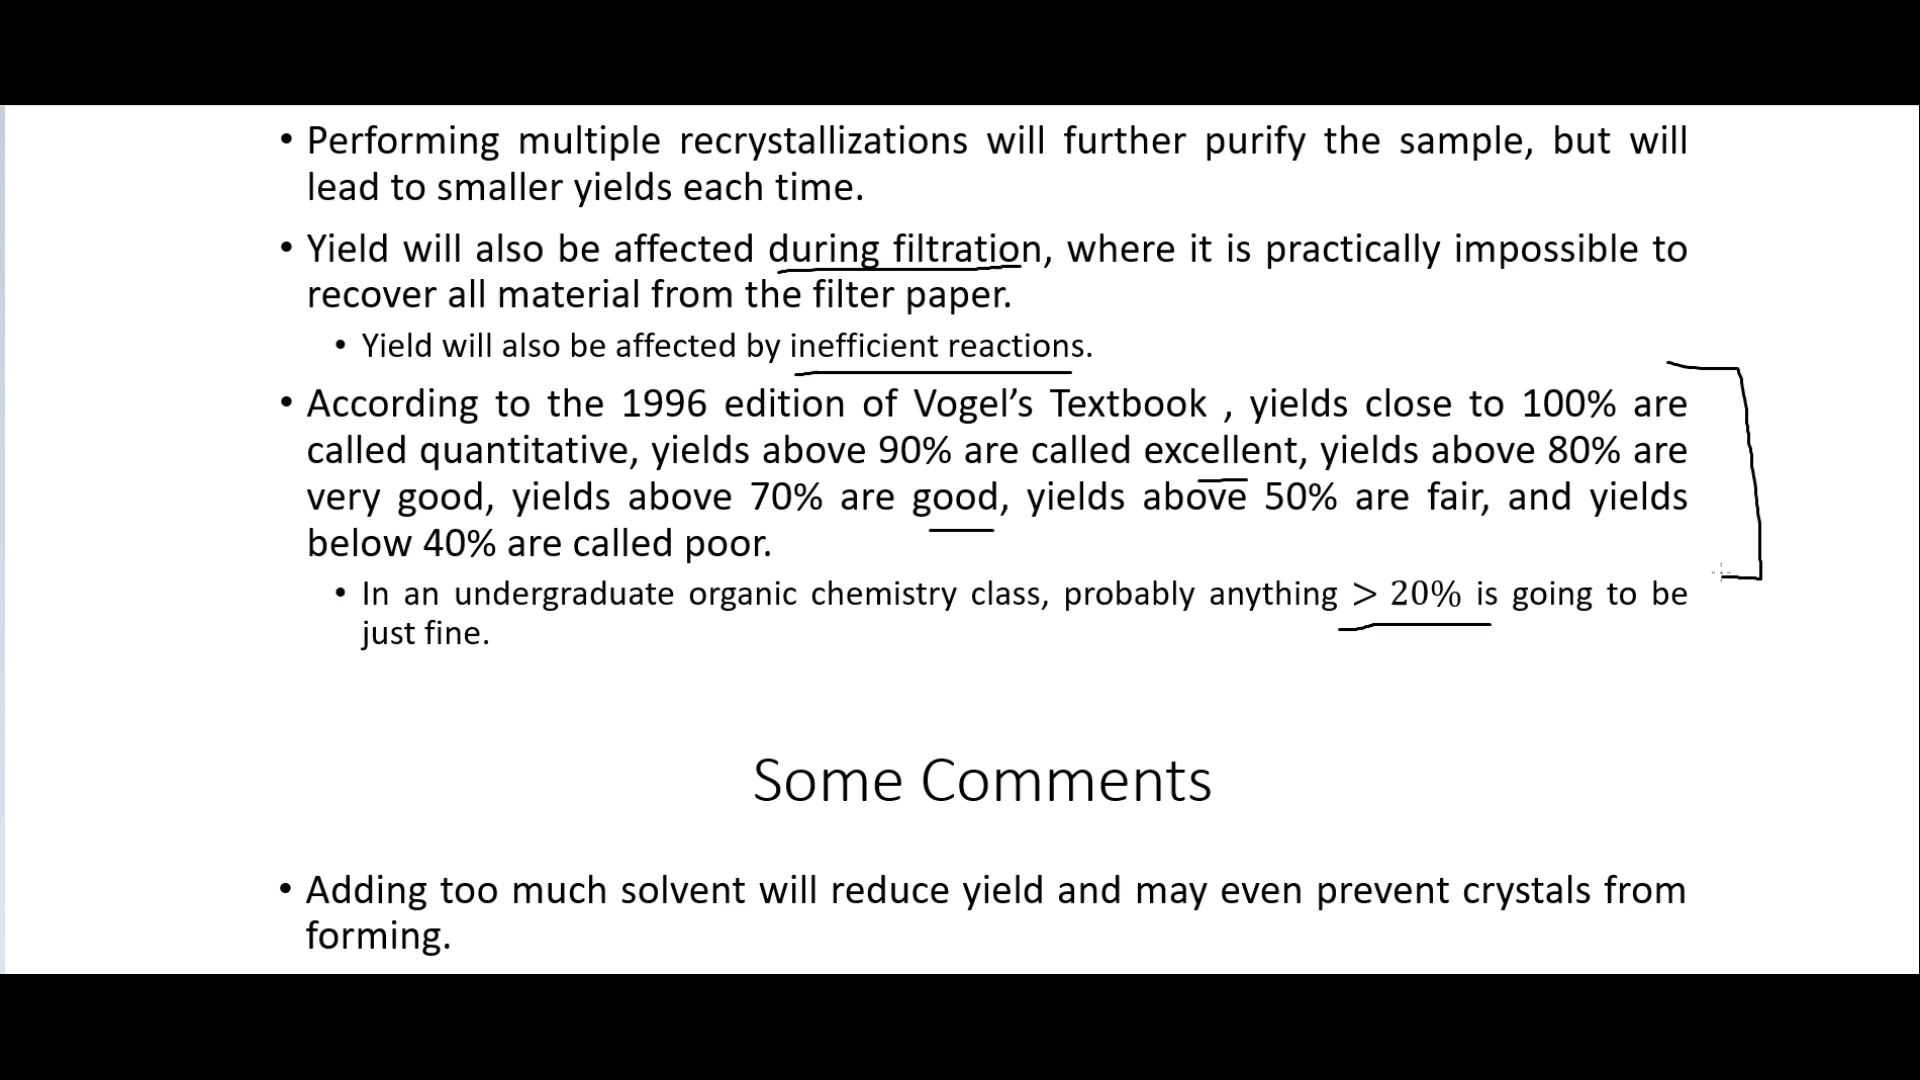 • Performing multiple recrystallizations will further purify the sample, but will
lead to smaller yields each time.
• Yield will also be affected during filtration, where it is practically impossible to
recover all material from the filter paper.
• Yield will also be affected by inefficient reactions.
• According to the 1996 edition of Vogel’s Textbook , yields close to 100% are
called quantitative, yields above 90% are called excellent, yields above 80% are
very good, yields above 70% are good, yields above 50% are fair, and yields
below 40% are called poor.
• In an undergraduate organic chemistry class, probably anything > 20% is going to be
just fine.
Some Comments
• Adding too much solvent will reduce yield and may even prevent crystals from
forming.